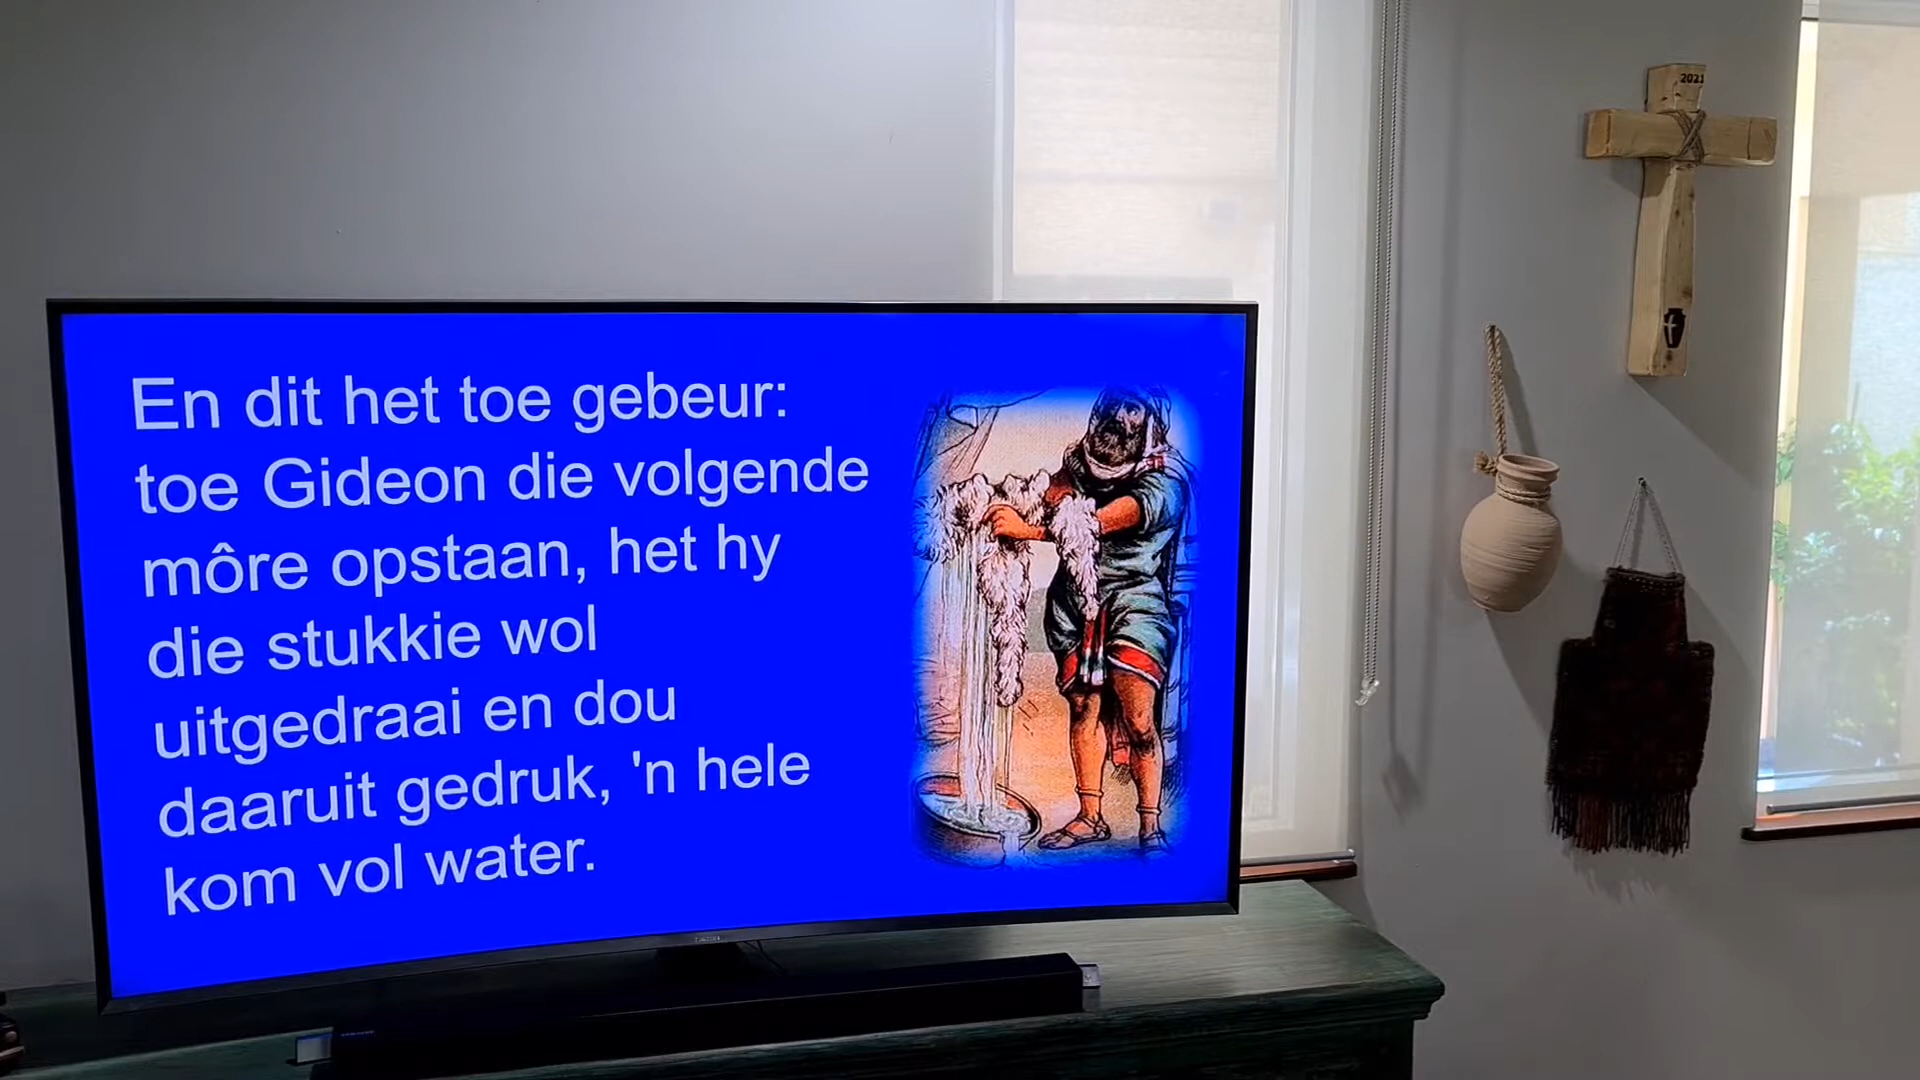 En dit het toe gebeur:
toe Gideon die volgende
môre opstaan, het hy
die stukkie wol
uitgedraai en dou
daaruit gedruk, 'n hele
kom vol water.
2021